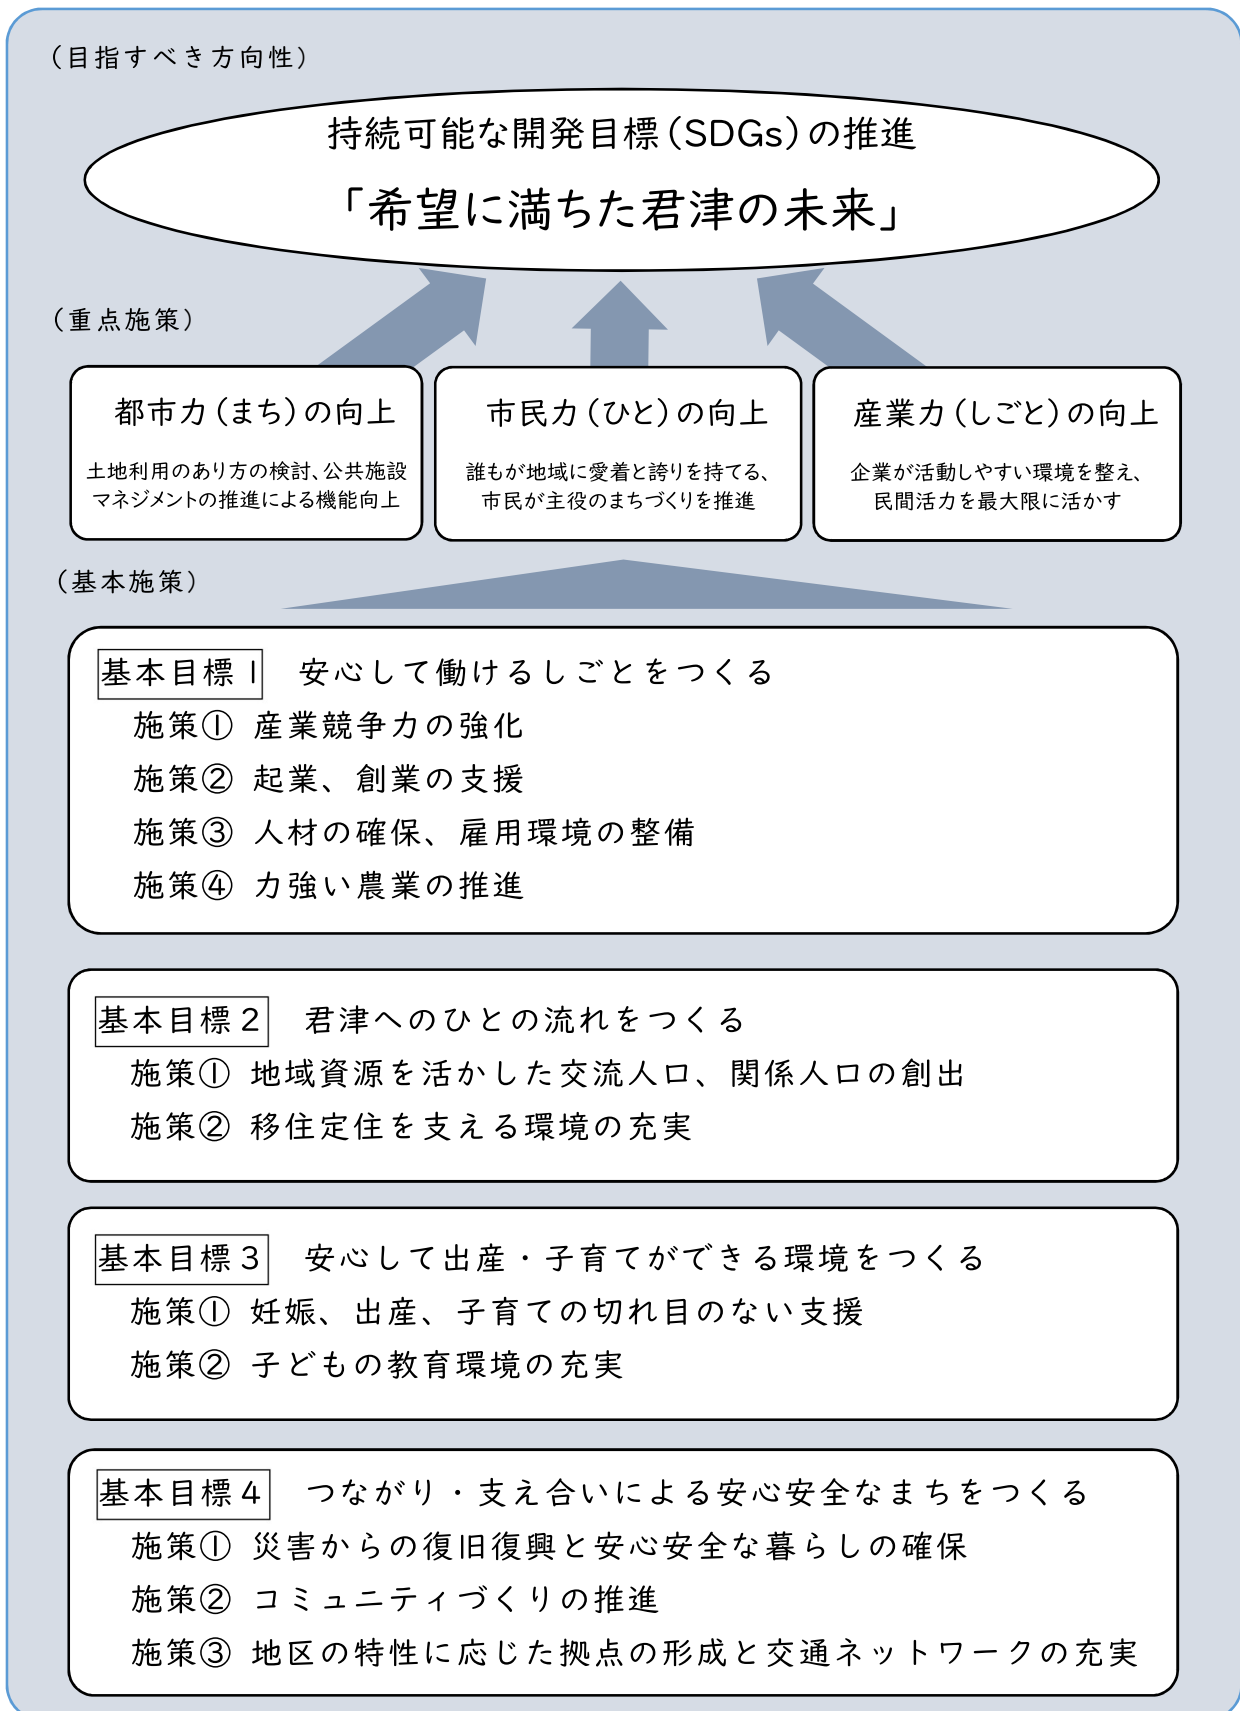 （目指すべき方向性）
持続可能な開発目標（SDGs）の推進
「希望に満ちた君津の未来」
（重点施策）
都市力（まち）の向上
土地利用のあり方の検討、公共施設
マネジメントの推進による機能向上
市民力（ひと）の向上
誰もが地域に愛着と誇りを持てる、
市民が主役のまちづくりを推進
産業力（しごと）の向上
企業が活動しやすい環境を整え、
民間活力を最大限に活かす
（基本施策）
基本目標１　安心して働けるしごとをつくる
施策① 産業競争力の強化
施策② 起業、創業の支援
施策③ 人材の確保、雇用環境の整備
施策④ 力強い農業の推進
基本目標２　君津へのひとの流れをつくる
施策① 地域資源を活かした交流人口、関係人口の創出
施策② 移住定住を支える環境の充実
基本目標３　安心して出産・子育てができる環境をつくる
施策① 妊娠、出産、子育ての切れ目のない支援
施策② 子どもの教育環境の充実
基本目標４　つながり・支え合いによる安心安全なまちをつくる
施策① 災害からの復旧復興と安心安全な暮らしの確保
施策② コミュニティづくりの推進
施策③ 地区の特性に応じた拠点の形成と交通ネットワークの充実